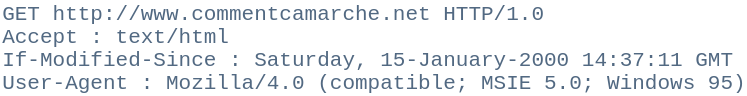 GET http://www.commentcamarche.net HTTP/1.0
Accept : text/html
If-Modified-Since : Saturday, 15-January-2000 14:37:11 GMT
User-Agent : Mozilla/4.0 (compatible; MSIE 5.0; Windows 95)